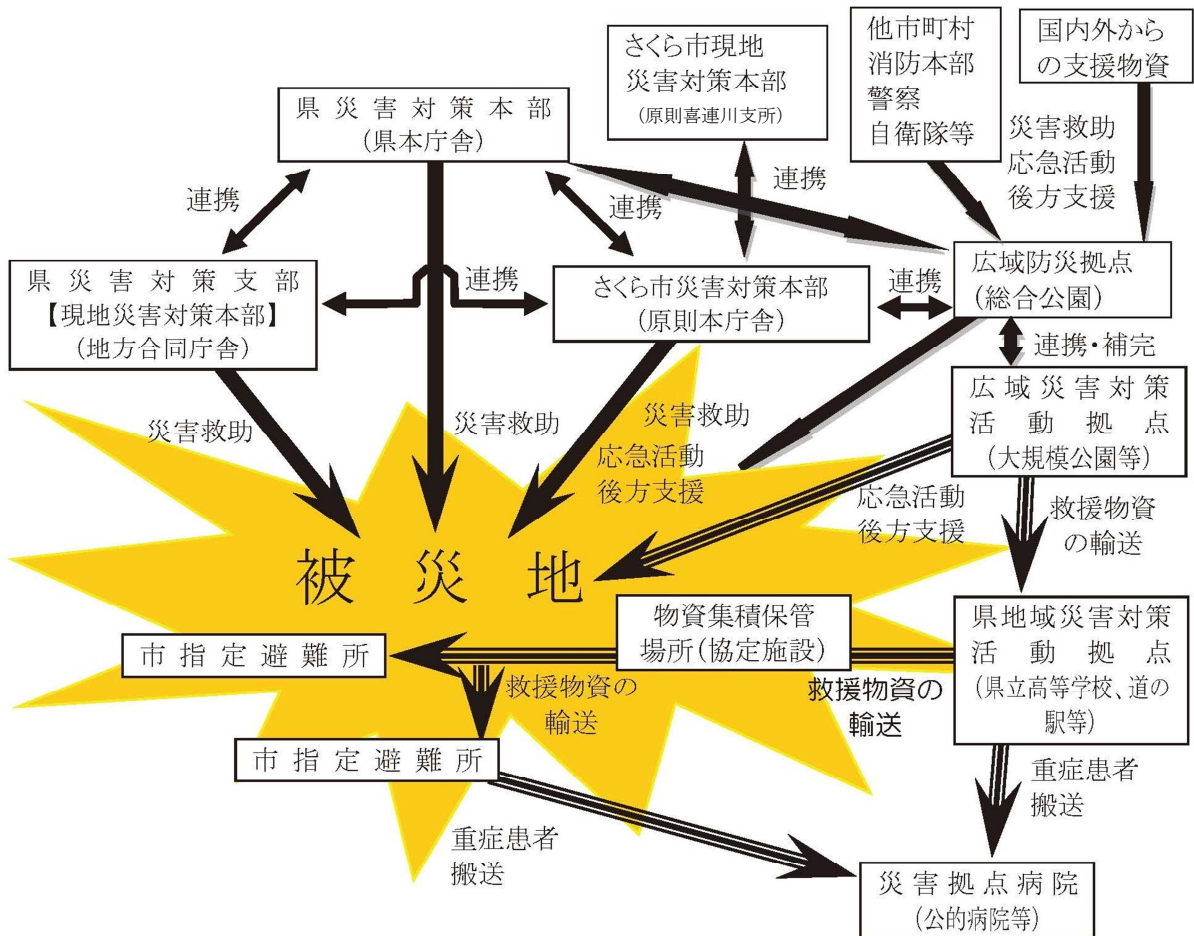 県災害対策本部
(県本庁舎)
さくら市現地
災害対策本部
(原則喜連川支所)
他市町村
消防本部
警察
自衛隊等
国内外から
の支援物資
災害救助
応急活動
後方支援
連携
連携
連携
県災害対策支部
【現地災害対策本部】
(地方合同庁舎)
連携
さくら市災害対策本部
(原則本庁舎)
連携
広域防災拠点
(総合公園)
連携・補完
広域災害対策
活動拠点
(大規模公園等)
災害救助
災害救助
災害救助
応急活動
後方支援
応急活動
後方支援
救援物資
の輸送
被災地
物資集積保管
場所(協定施設)
県地域災害対策
活動拠点
(県立高等学校、道の
駅等)
市指定避難所
救援物資の
輸送
救援物資の
輸送
市指定避難所
重症患者
搬送
重症患者
搬送
災害拠点病院
(公的病院等)